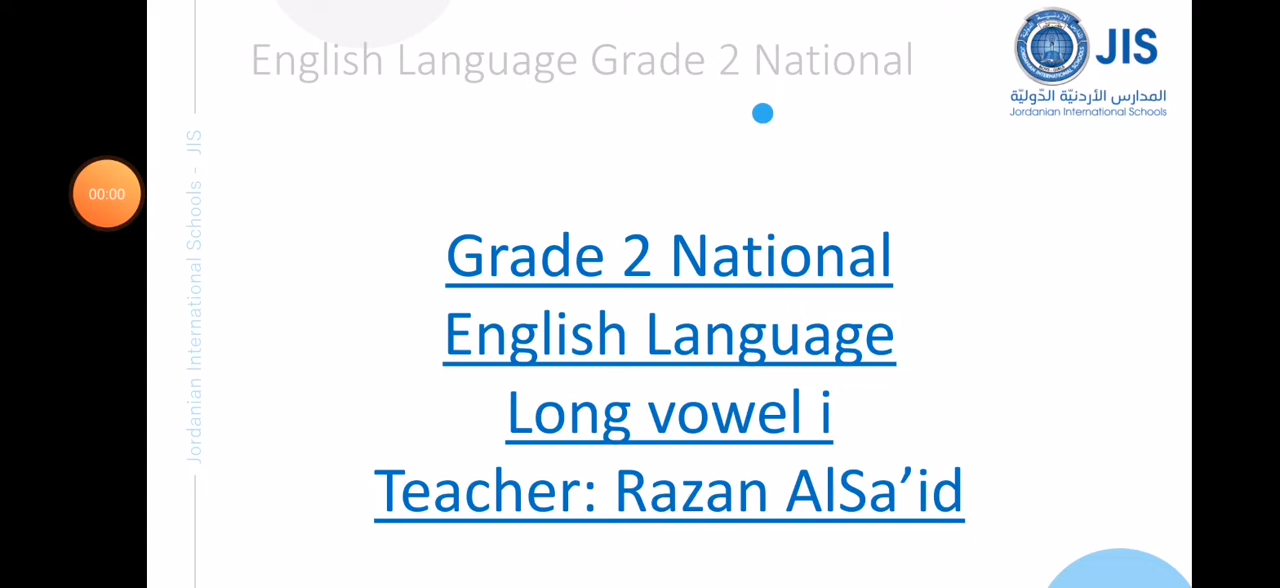 English Language Grade 2 National
JIS
المدارس الأردنيّة الدّوليّة
Jordanian International Schools
Jordanian International Schools - JIS
00:00
Grade 2 National
English Language
Long vowel i
Teacher: Razan AlSa’id